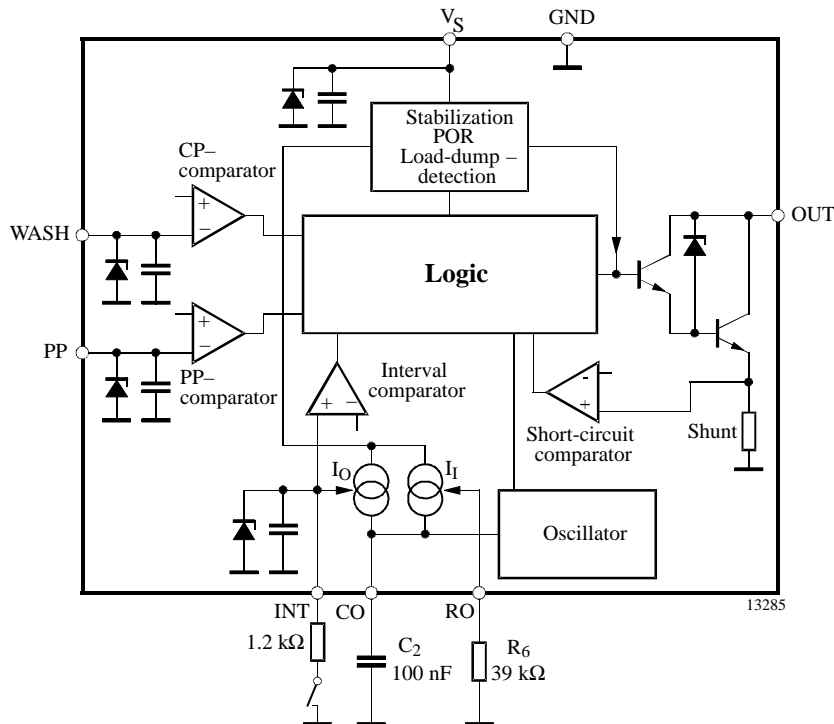 VS
GND
Stabilization
POR
Load-dump –
detection
CP–
comparator
+
−
WASH
OUT
Logic
+
−
PP
PP–
comparator
Interval
comparator
+ −
-
+
Short-circuit
comparator
Shunt
IO
II
Oscillator
13285
INT
CO
RO
1.2 kΩ
C2
100 nF
R6
39 kΩ